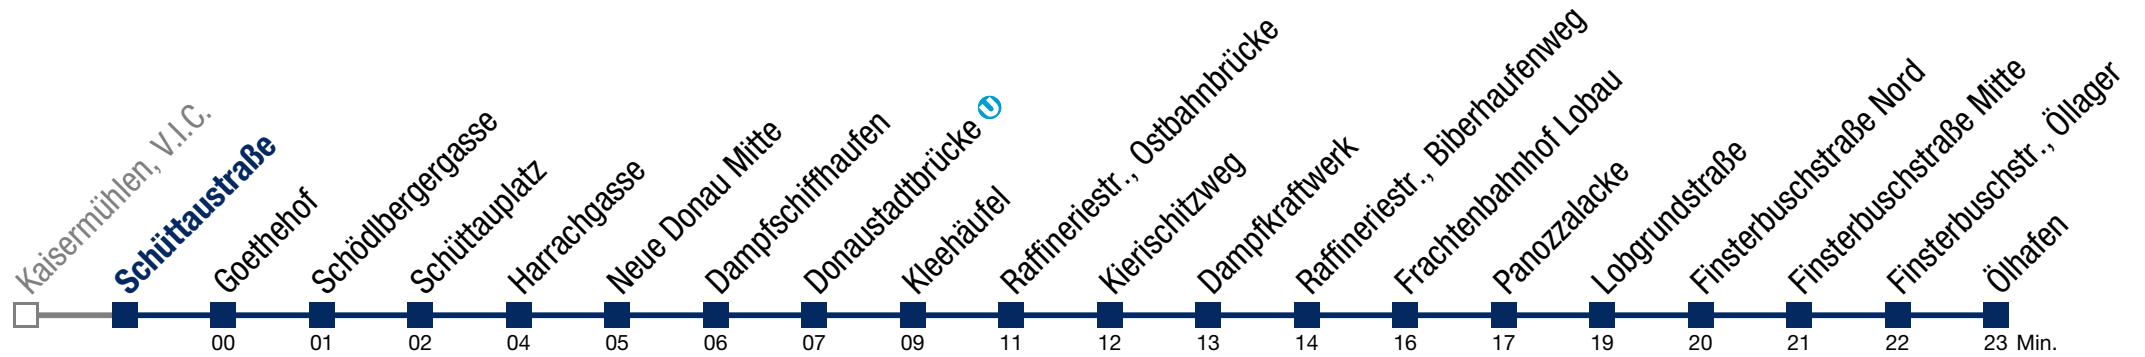 Kaisermühlen, V.I.C.
Schüttaustraße
Goethehof
Schödlbergergasse
Schüttauplatz
Harrachgasse
Neue Donau Mitte
Dampfschiffhaufen
Donaustadtbrücke U
Kleehäufel
Raffineriestr., Ostbahnbrücke
Kierischitzweg
Dampfkraftwerk
Raffineriestr., Biberhaufenweg
Frachtenbahnhof Lobau
Panozzalacke
Lobgrundstraße
Finsterbuschstraße Nord
Finsterbuschstraße Mitte
Finsterbuschstr., Öllager
Ölhafen
00 01 02 04 05 06 07 09 11 12 13 14 16 17 19 20 21 22 23 Min.